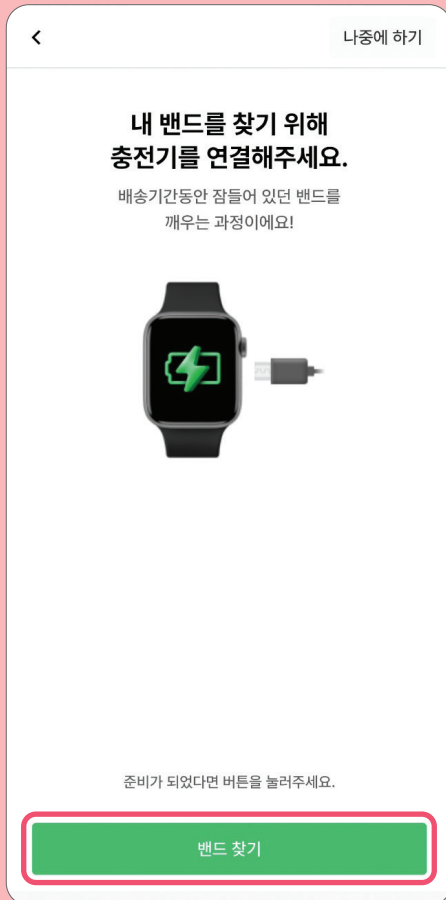 나중에 하기
내 밴드를 찾기 위해
충전기를 연결해주세요.
배송기간동안 잠들어 있던 밴드를
깨우는 과정이에요!
준비가 되었다면 버튼을 눌러주세요.
밴드 찾기